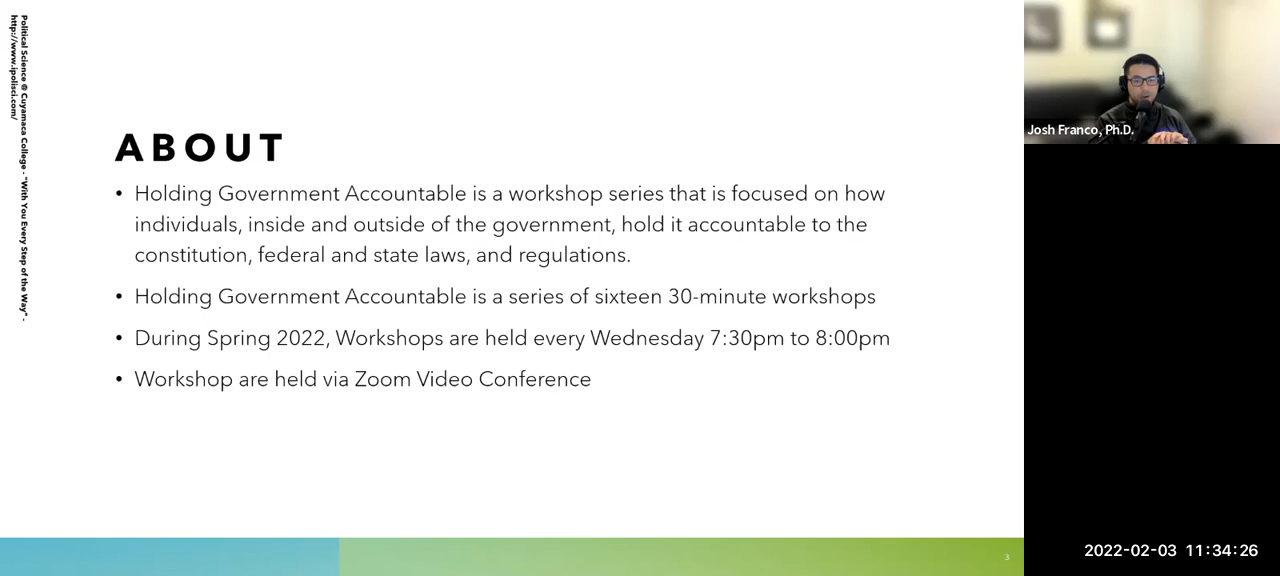 Political Science @ Cuyamaca College - "With You Every Step of the Way" -
http://www.ipolisci.com/
ABOUT
• Holding Government Accountable is a workshop series that is focused on how
individuals, inside and outside of the government, hold it accountable to the
constitution, federal and state laws, and regulations.
• Holding Government Accountable is a series of sixteen 30-minute workshops
• During Spring 2022, Workshops are held every Wednesday 7:30pm to 8:00pm
• Workshop are held via Zoom Video Conference
3
Josh Franco, Ph.D.
2022-02-03 11:34:26